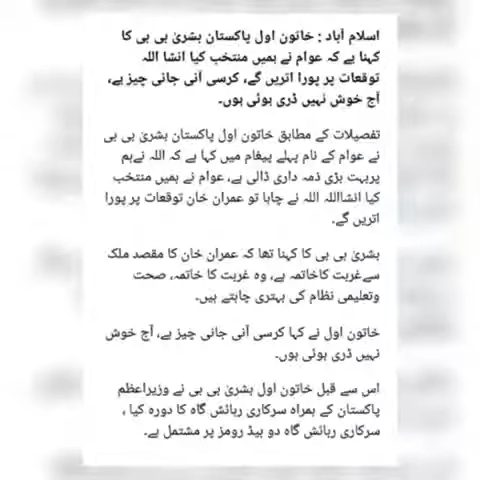 اسلام آباد : خاتون اول پاکستان بشریٰ بی بی کا
کہنا ہے کہ عوام نے ہمیں منتخب کیا انشا اللہ
توقعات پر پورا اتریں گے، کرسی آنی جانی چیز ہے،
آج خوش نہیں ڈری ہوئی ہوں۔
تفصیلات کے مطابق خاتون اول پاکستان بشریٰ بی بی
نے عوام کے نام پہلے پیغام میں کہا ہے کہ اللہ نےہم
پربہت بڑی ذمہ داری ڈالی ہے، عوام نے ہمیں منتخب
کیا انشااللہ اللہ نے چاہا تو عمران خان توقعات پر پورا
اتریں گے۔
بشریٰ بی بی کا کہنا تھا کہ عمران خان کا مقصد ملک
سےغربت کاخاتمہ ہے، وہ غربت کا خاتمہ، صحت
وتعلیمی نظام کی بہتری چاہتے ہیں۔
خاتون اول نے کہا کرسی آنی جانی چیز ہے، آج خوش
نہیں ڈری ہوئی ہوں۔
اس سے قبل خاتون اول بشریٰ بی بی نے وزیراعظم
پاکستان کے ہمراہ سرکاری رہائش گاہ کا دورہ کیا ،
سرکاری رہائش گاہ دو بیڈ رومز پر مشتمل ہے۔